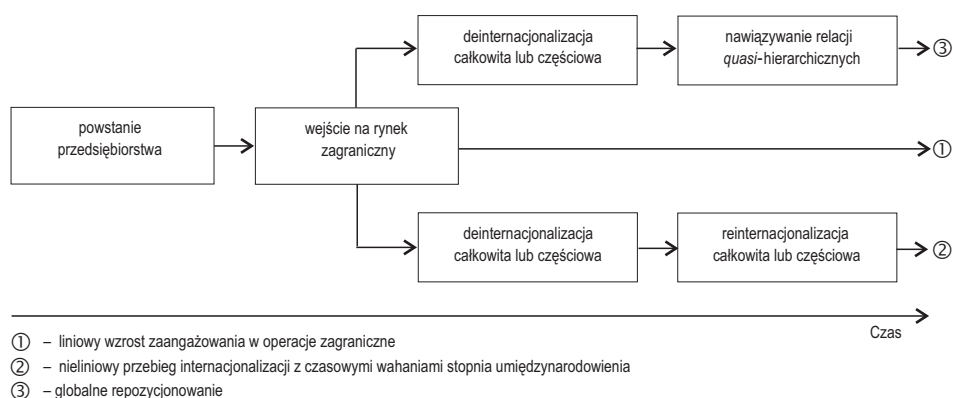 deinternacjonalizacja
całkowita lub częściowa
nawiązywanie relacji
quasi-hierarchicznych
③
powstanie
przedsiębiorstwa
wejście na rynek
zagraniczny
①
deinternacjonalizacja
całkowita lub częściowa
reinternacjonalizacja
całkowita lub częściowa
②
Czas
① – liniowy wzrost zaangażowania w operacje zagraniczne
② – nieliniowy przebieg internacjonalizacji z czasowymi wahaniami stopnia umiędzynarodowienia
③ – globalne repozycjonowanie